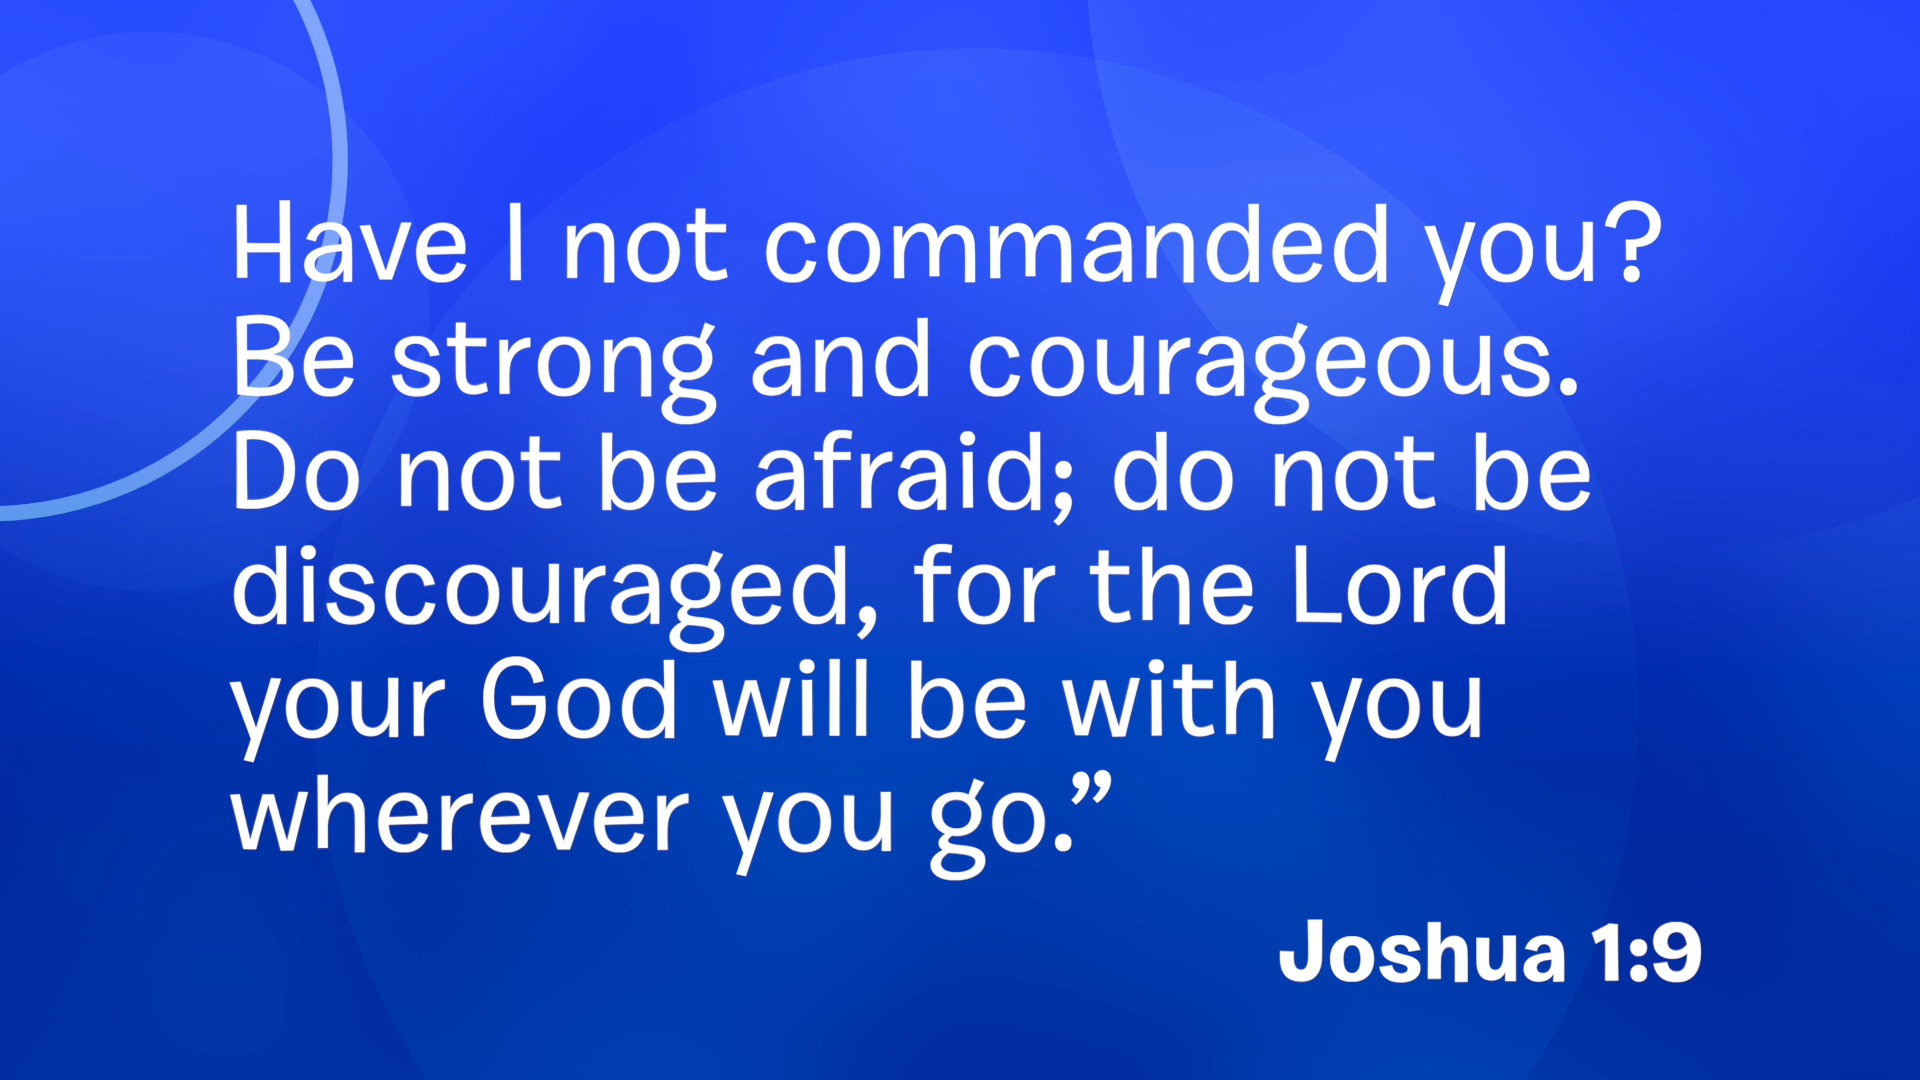 Have I not commanded you?
Be strong and courageous.
Do not be afraid; do not be
discouraged, for the Lord
your God will be with you
wherever you go.”
Joshua 1:9